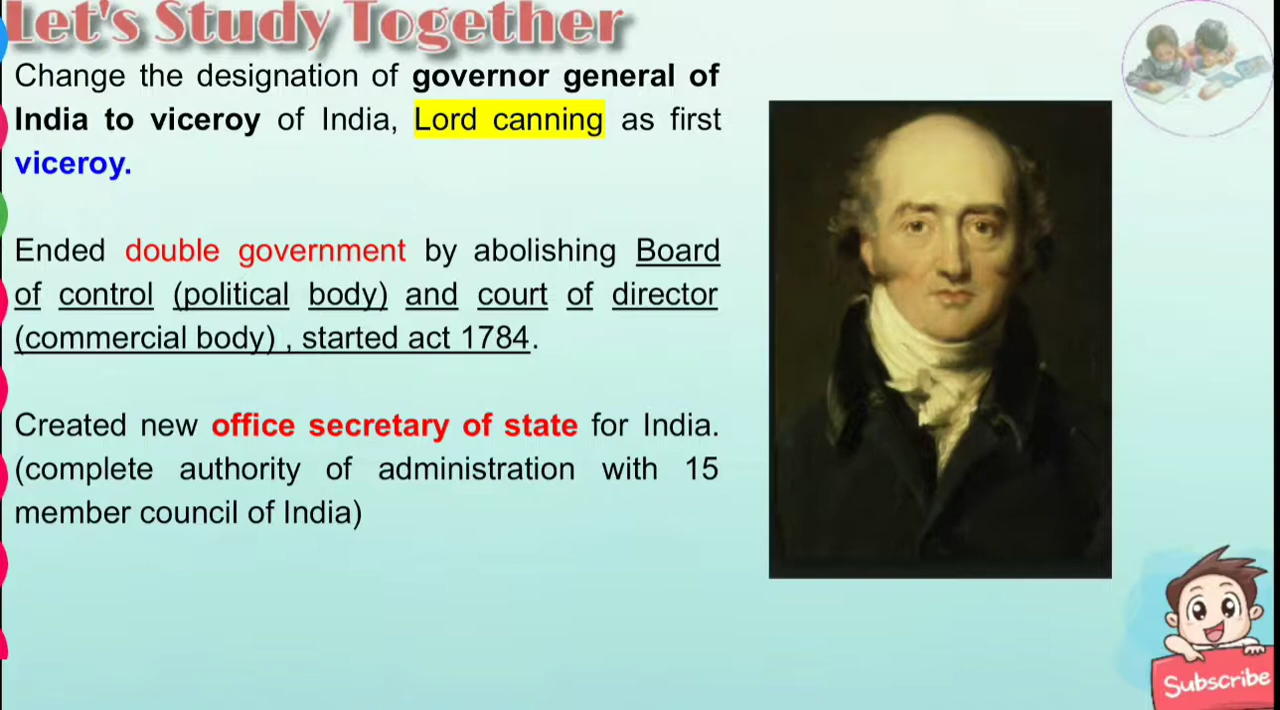 Let's Study Together
Change the designation of governor general of
India to viceroy of India, Lord canning as first
viceroy.
Ended double government by abolishing Board
of control (political body) and court of director
(commercial body) , started act 1784.
Created new office secretary of state for India.
(complete authority of administration with 15
member council of India)
Subscribe